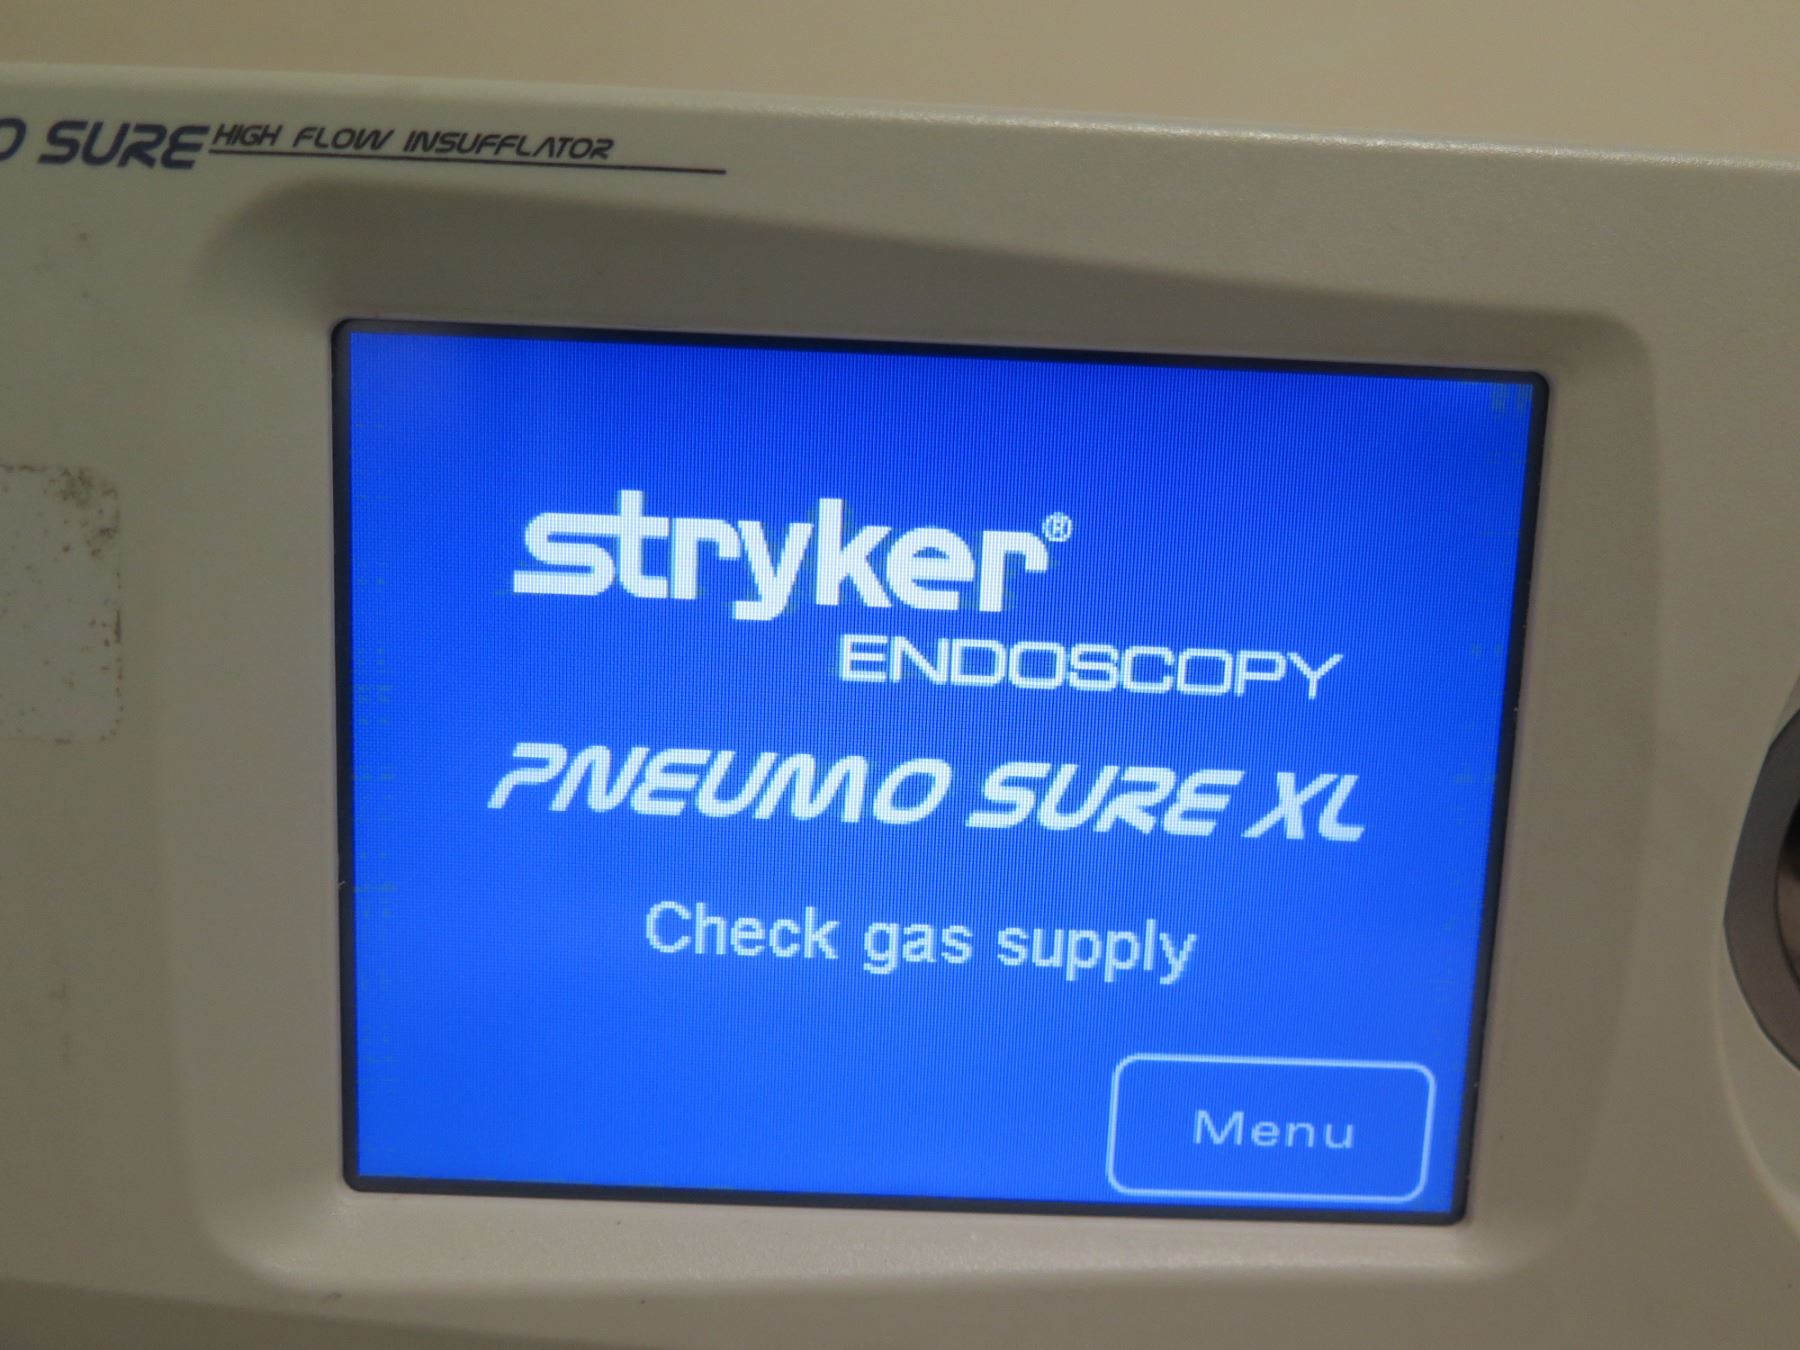 O SURE HIGH FLOW INSUFFLATOR
stryker®
ENDOSCOPY
PNEUMO SURE XL
Check gas supply
Menu